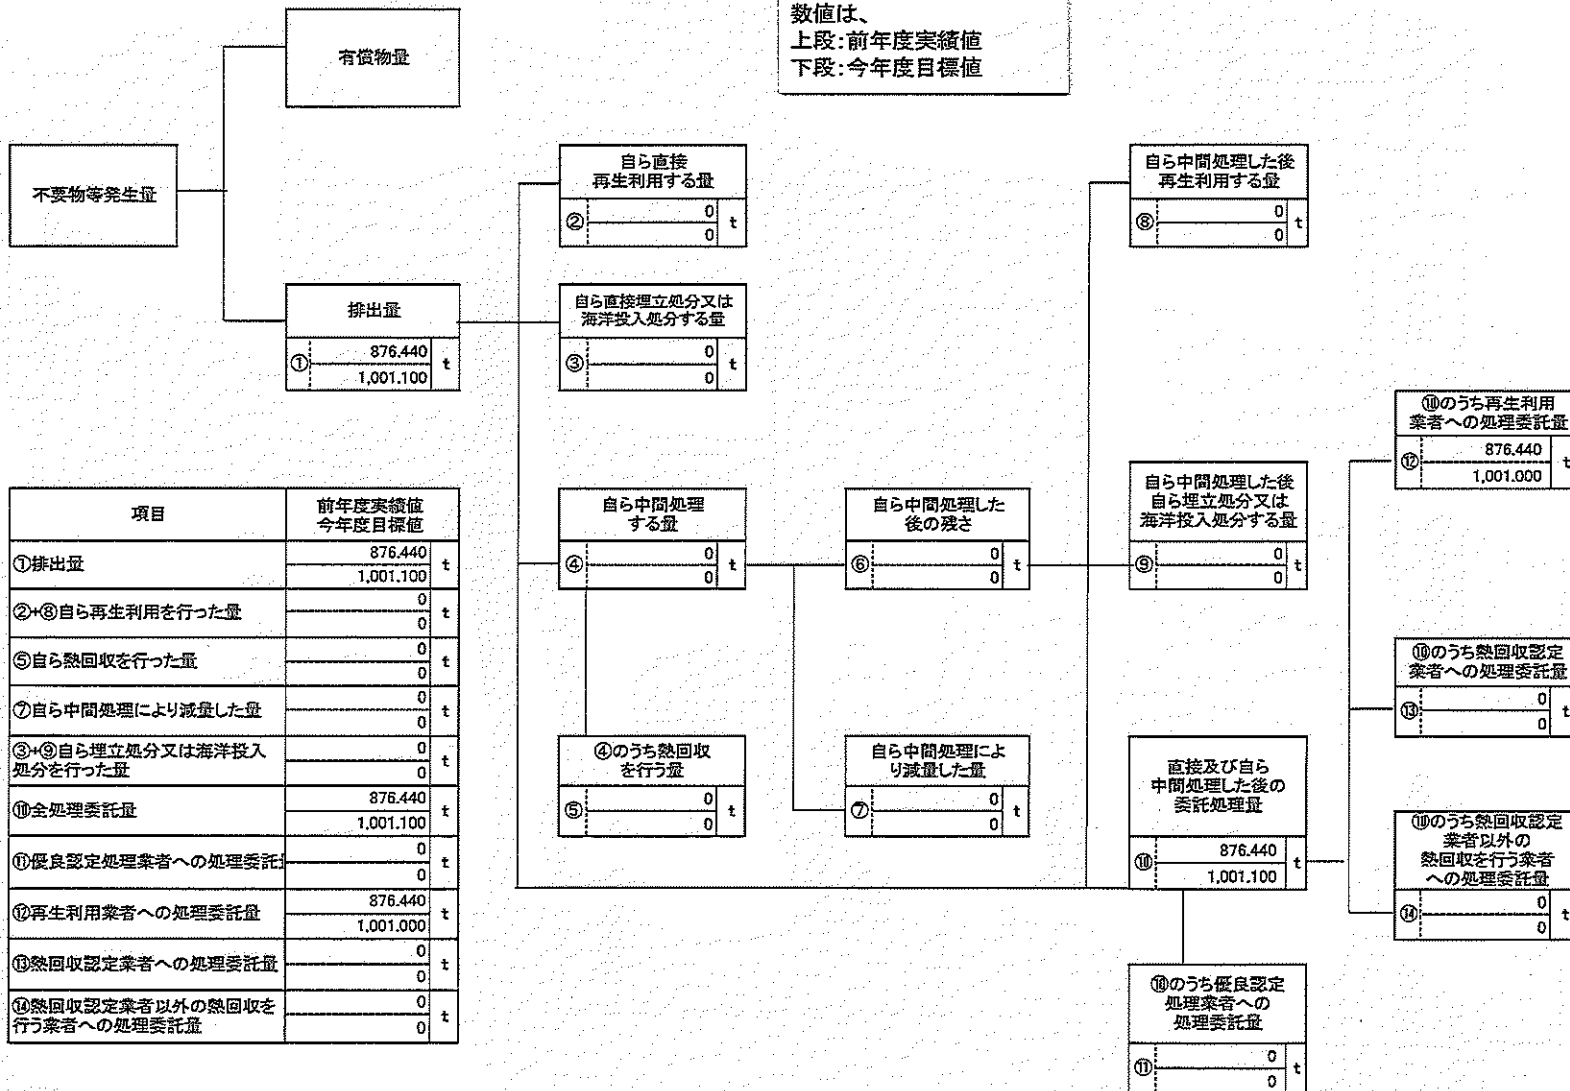 数値は、
上段:前年度実績値
下段:今年度目標値
有償物量
不要物等発生量
排出量
① 876.440 t
1,001.100
自ら直接
再生利用する量
② 0 t
0
自ら直接埋立処分又は
海洋投入処分する量
③ 0 t
0
自ら中間処理した後
再生利用する量
⑧ 0 t
0
自ら中間処理
する量
④ 0 t
0
自ら中間処理した
後の残さ
⑥ 0 t
0
自ら中間処理した後
自ら埋立処分又は
海洋投入処分する量
⑨ 0 t
0
④のうち熱回収
を行う量
⑤ 0 t
0
自ら中間処理によ
り減量した量
⑦ 0 t
0
直接及び自ら
中間処理した後の
委託処理量
⑩ 876.440 t
1,001.100
⑩のうち優良認定
処理業者への
処理委託量
⑪ 0 t
0
⑩のうち再生利用
業者への処理委託量
⑫ 876.440 t
1,001.000
⑩のうち熱回収認定
業者への処理委託量
⑬ 0 t
0
⑩のうち熱回収認定
業者以外の
熱回収を行う業者
への処理委託量
⑭ 0 t
0
項目 前年度実績値
今年度目標値
①排出量 876.440 t
1,001.100
②+⑧自ら再生利用を行った量 0 t
0
⑤自ら熱回収を行った量 0 t
0
⑦自ら中間処理により減量した量 0 t
0
③+⑨自ら埋立処分又は海洋投入
処分を行った量 0 t
0
⑩全処理委託量 876.440 t
1,001.100
⑪優良認定処理業者への処理委託 0 t
0
⑫再生利用業者への処理委託量 876.440 t
1,001.000
⑬熱回収認定業者への処理委託量 0 t
0
⑭熱回収認定業者以外の熱回収を
行う業者への処理委託量 0 t
0